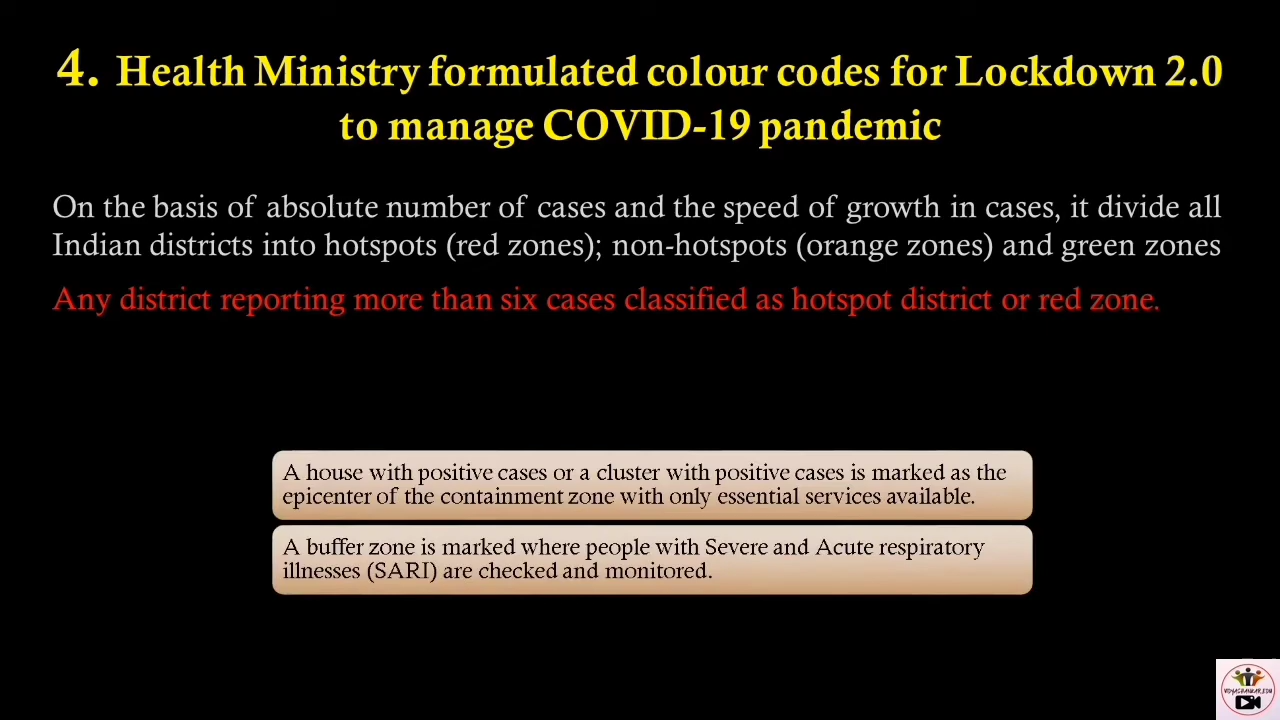 4. Health Ministry formulated colour codes for Lockdown 2.0
to manage COVID-19 pandemic
On the basis of absolute number of cases and the speed of growth in cases, it divide all
Indian districts into hotspots (red zones); non-hotspots (orange zones) and green zones
Any district reporting more than six cases classified as hotspot district or red zone.
A house with positive cases or a cluster with positive cases is marked as the
epicenter of the containment zone with only essential services available.
A buffer zone is marked where people with Severe and Acute respiratory
illnesses (SARI) are checked and monitored.